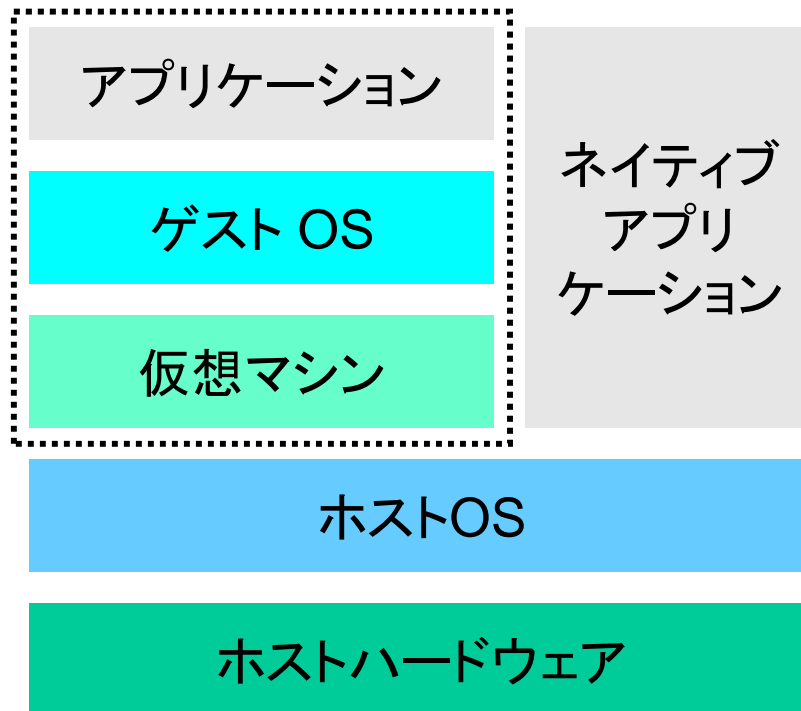 アプリケーション
ゲスト OS
仮想マシン
ネイティブ
アプリ
ケーション
ホストOS
ホストハードウェア